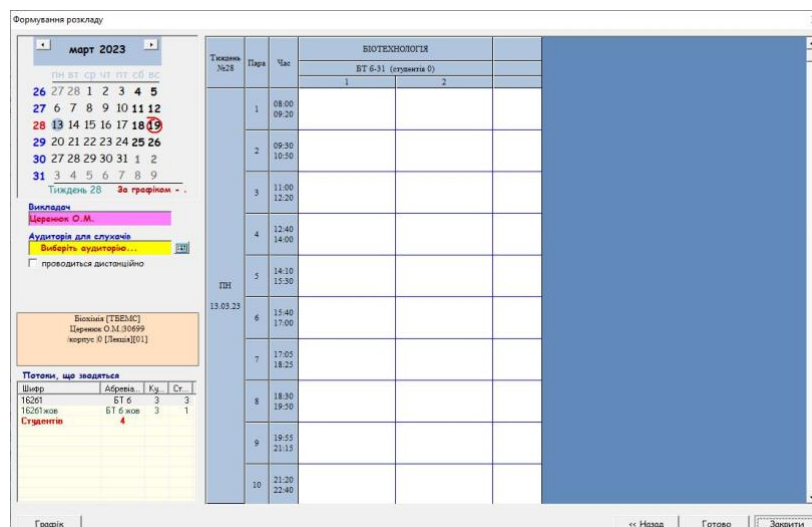 Формування розкладу
март 2023
пн вт ср чт пт сб вс
26 27 28 1 2 3 4 5
27 6 7 8 9 10 11 12
28 13 14 15 16 17 18 19
29 20 21 22 23 24 25 26
30 27 28 29 30 31 1 2
31 3 4 5 6 7 8 9
Тиждень 28 За графіком - .
Викладач
Церенюк О.М.
Аудиторія для слухачів
Виберіть аудиторію...
проводиться дистанційно
Біохімія [ТБЕМС]
Церенюк О.М.|30699
/корпус |0 [Лекція][01]
Потоки, що зводяться
Шифр Абревіа... Ку... Ст...
16261 БТ 6 3 3
16261жов БТ 6 жов 3 1
Студентів 4
Графік
Тиждень №28 Пара Час
БІОТЕХНОЛОГІЯ
БТ 6-31 (студентів 0)
1 2
ПН
13.03.23
1 08:00 09:20
2 09:30 10:50
3 11:00 12:20
4 12:40 14:00
5 14:10 15:30
6 15:40 17:00
7 17:05 18:25
8 18:30 19:50
9 19:55 21:15
10 21:20 22:40
<< Назад Готово Закрити